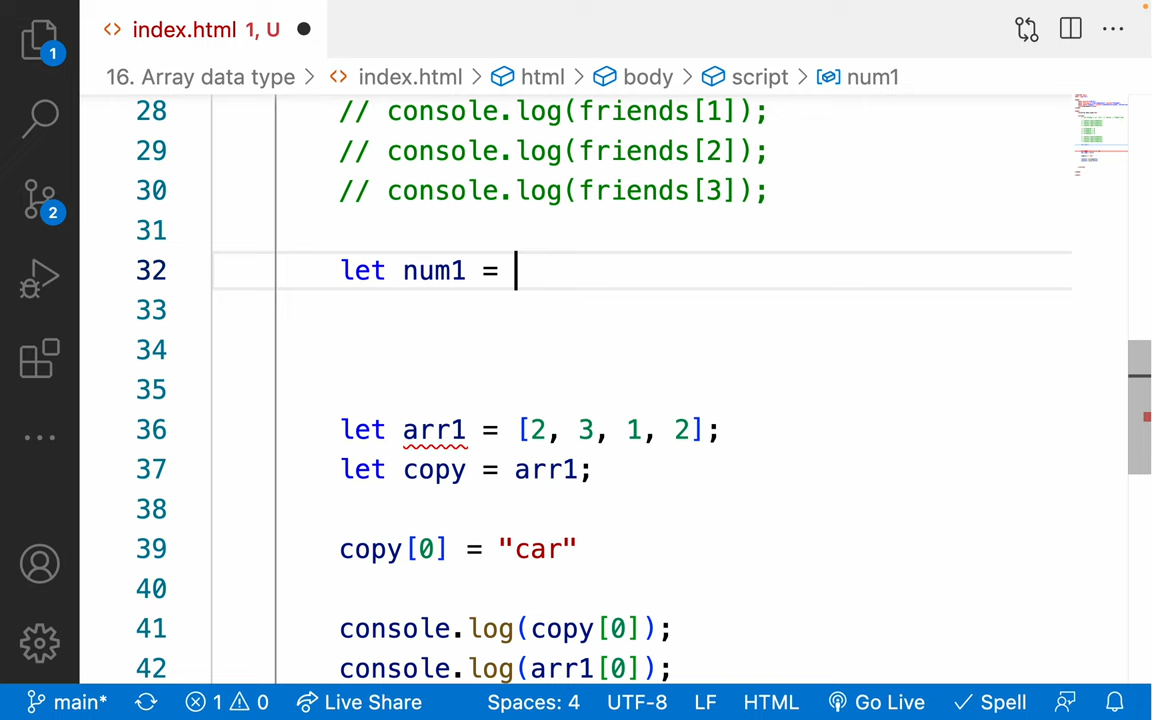 index.html 1, U
16. Array data type > index.html > html > body > script > num1
28 // console.log(friends[1]);
29 // console.log(friends[2]);
30 // console.log(friends[3]);
31
32 let num1 =
33
34
35
36 let arr1 = [2, 3, 1, 2];
37 let copy = arr1;
38
39 copy[0] = "car"
40
41 console.log(copy[0]);
42 console.log(arr1[0]);
1
2
main* 1 0 Live Share Spaces: 4 UTF-8 LF HTML Go Live Spell